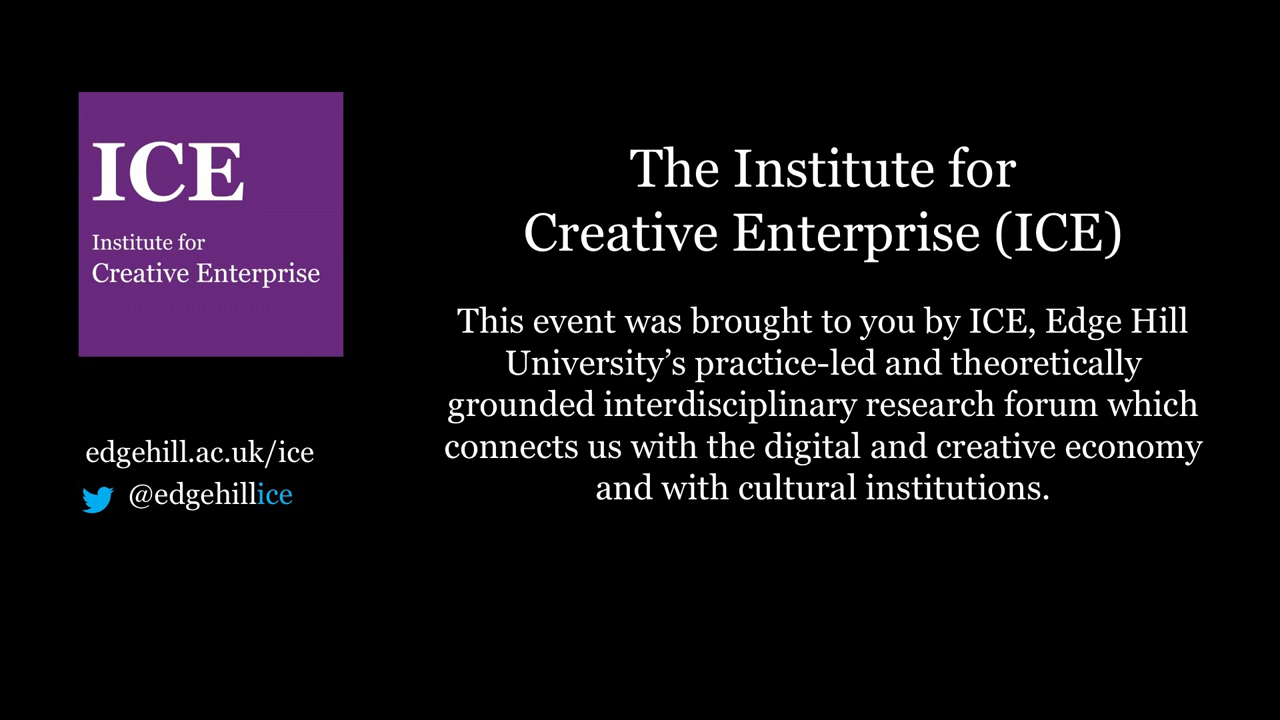 ICE
Institute for
Creative Enterprise
edgehill.ac.uk/ice
@edgehillice
The Institute for
Creative Enterprise (ICE)
This event was brought to you by ICE, Edge Hill
University’s practice-led and theoretically
grounded interdisciplinary research forum which
connects us with the digital and creative economy
and with cultural institutions.